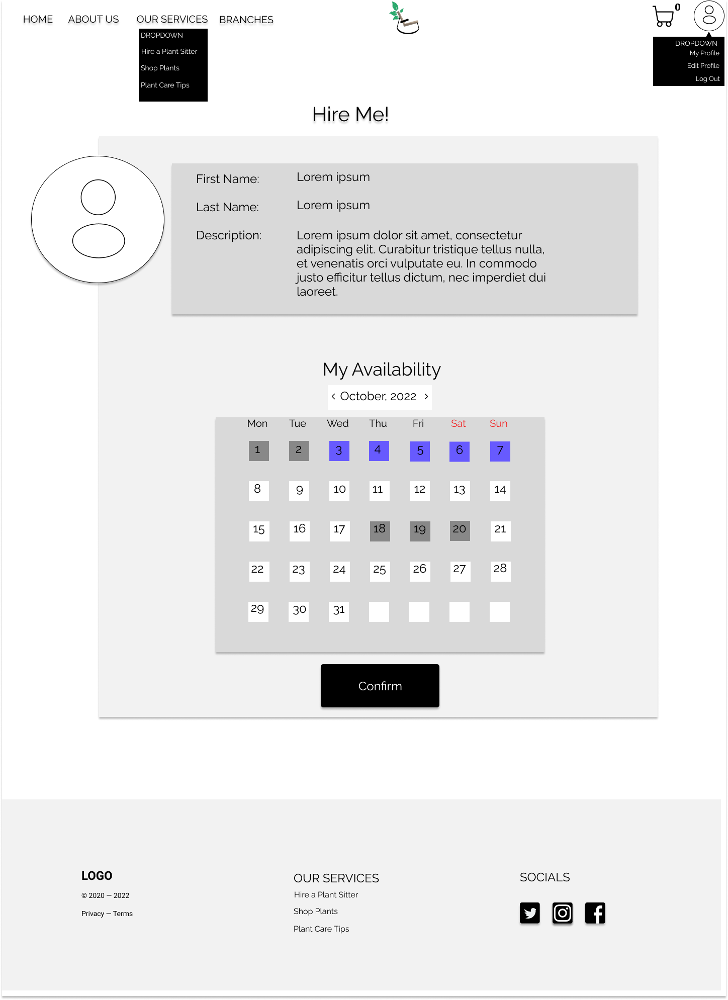 HOME ABOUT US OUR SERVICES BRANCHES 0
DROPDOWN
Hire a Plant Sitter
Shop Plants
Plant Care Tips
DROPDOWN
My Profile
Edit Profile
Log Out
Hire Me!
First Name: Lorem ipsum
Last Name: Lorem ipsum
Description: Lorem ipsum dolor sit amet, consectetur
adipiscing elit. Curabitur tristique tellus nulla,
et venenatis orci vulputate eu. In commodo
justo efficitur tellus dictum, nec imperdiet dui
laoreet.
My Availability
< October, 2022 >
Mon Tue Wed Thu Fri Sat Sun
1 2 3 4 5 6 7
8 9 10 11 12 13 14
15 16 17 18 19 20 21
22 23 24 25 26 27 28
29 30 31
Confirm
LOGO
© 2020 — 2022
Privacy — Terms
OUR SERVICES
Hire a Plant Sitter
Shop Plants
Plant Care Tips
SOCIALS